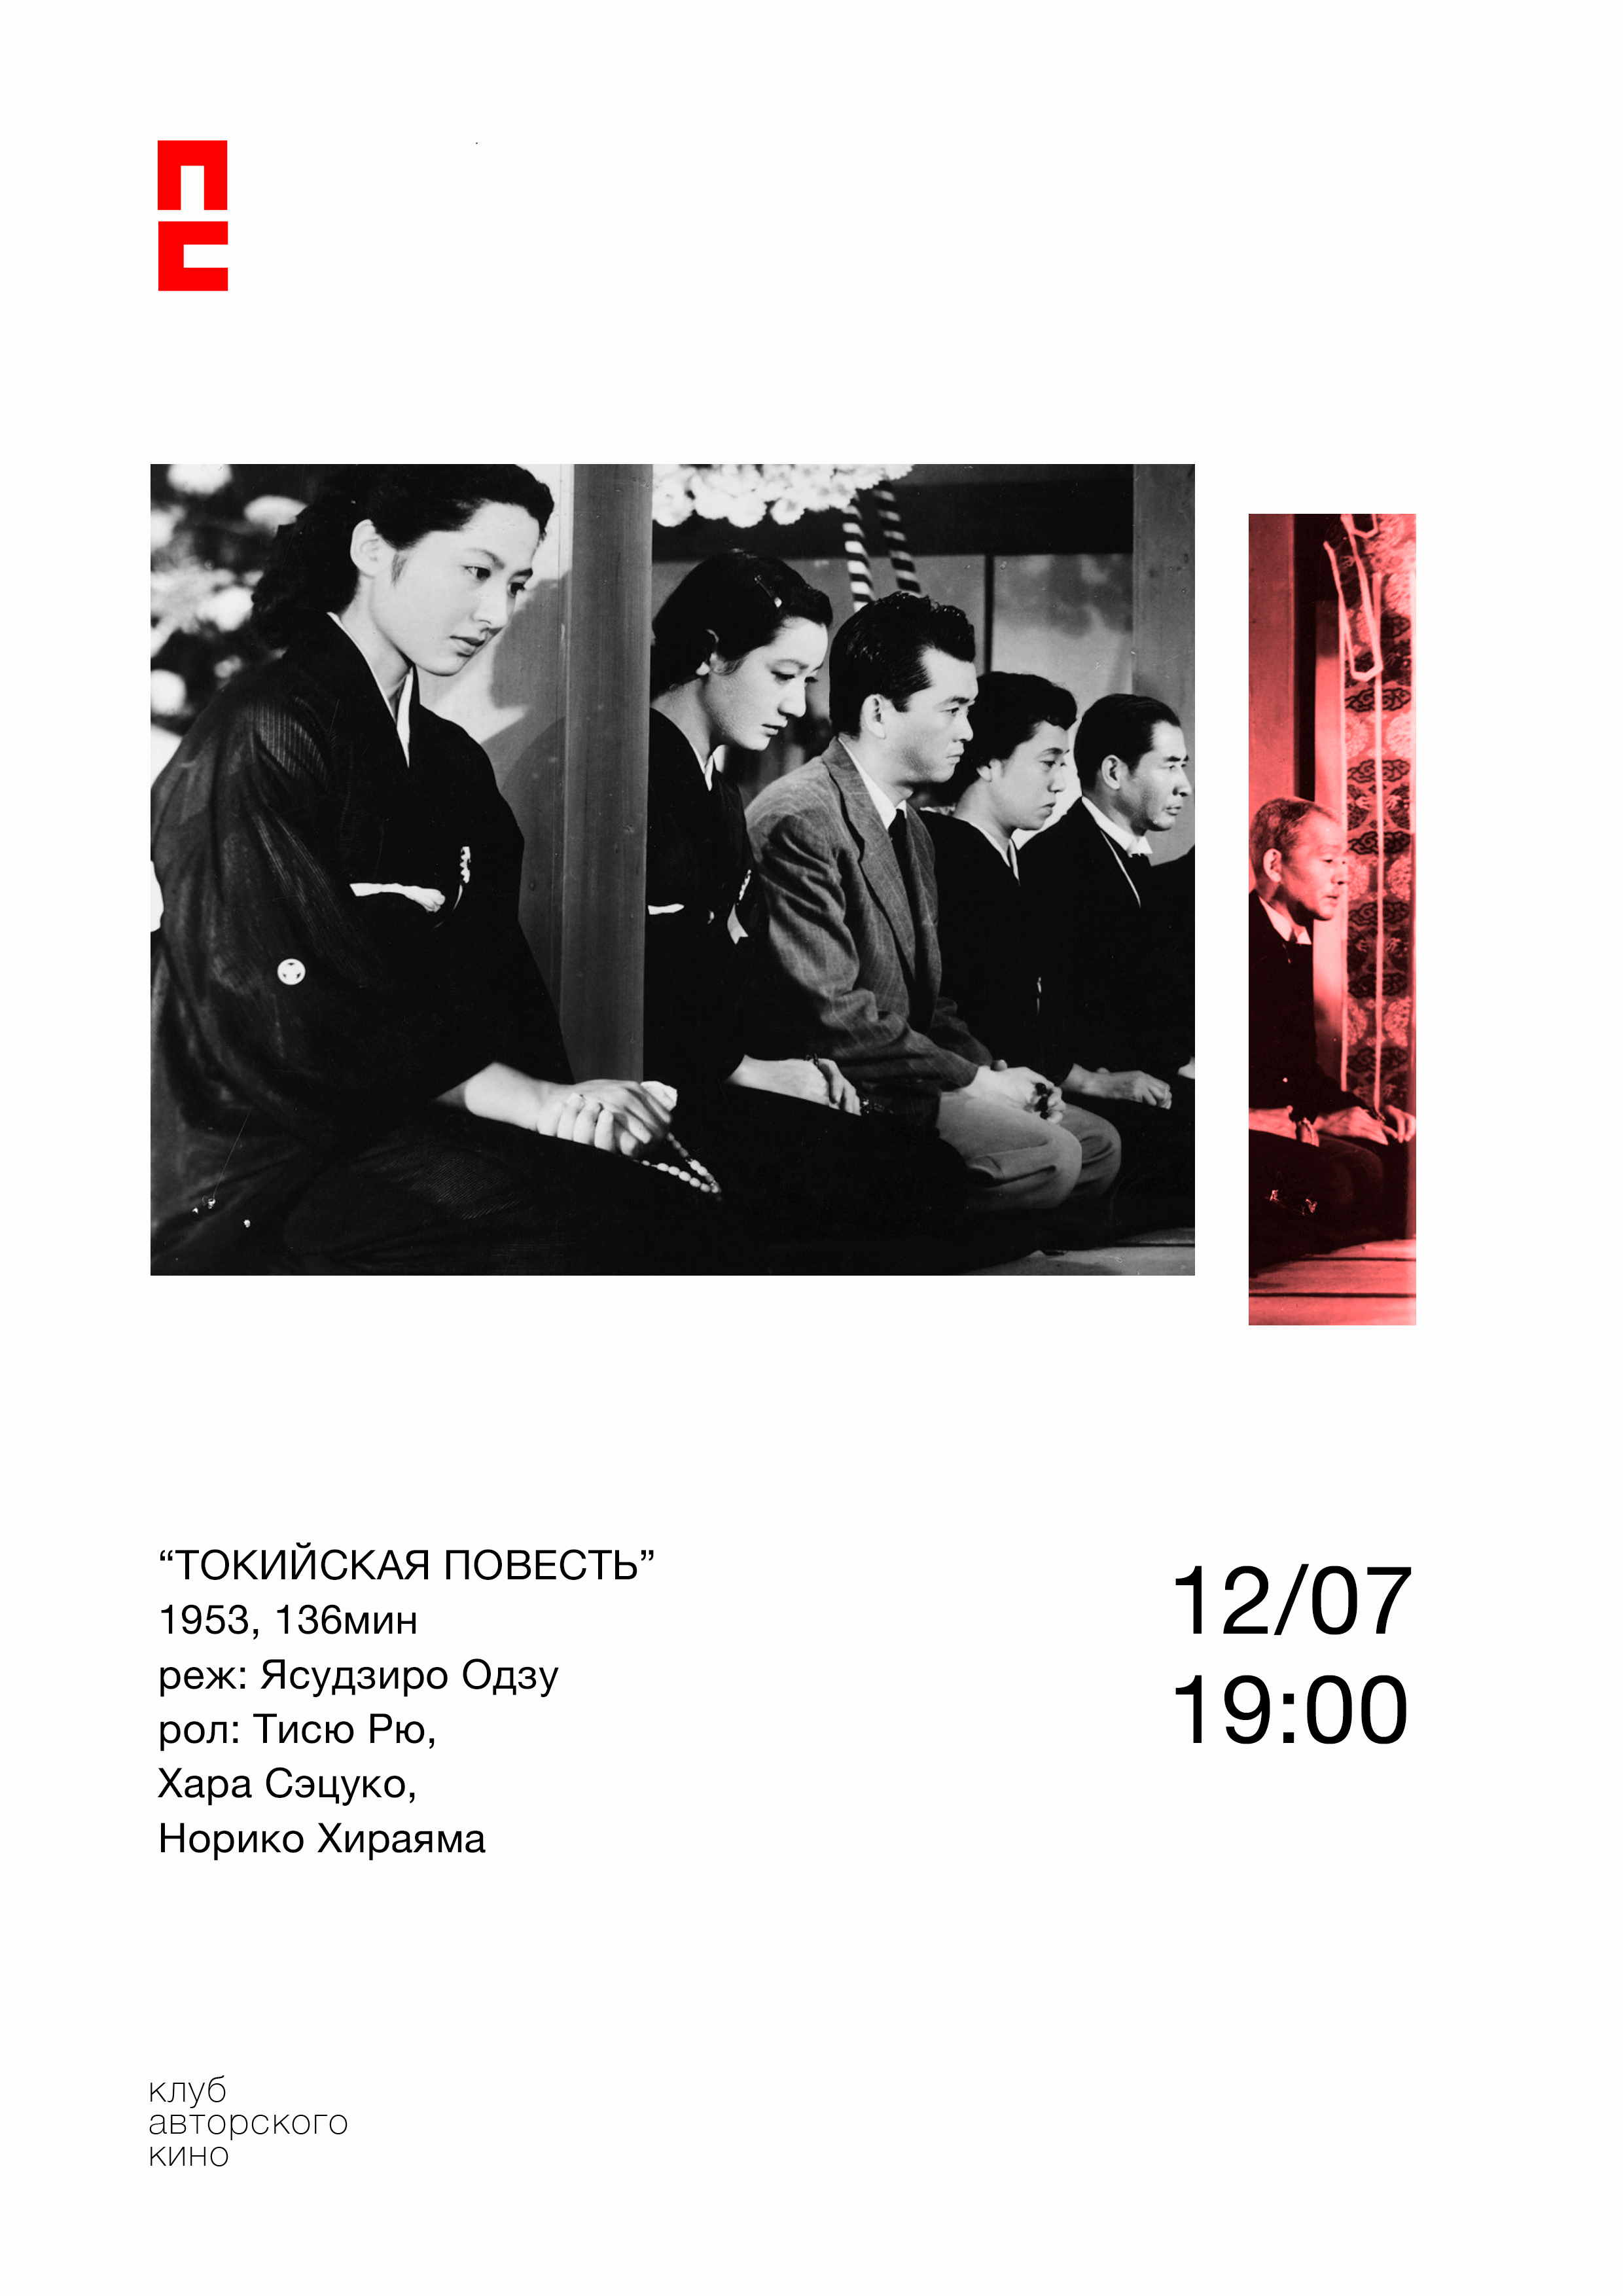 ПС
“ТОКИЙСКАЯ ПОВЕСТЬ”
1953, 136мин
реж: Ясудзиро Одзу
рол: Тисю Рю,
Хара Сэцуко,
Норико Хираяма
12/07
19:00
клуб
авторского
кино